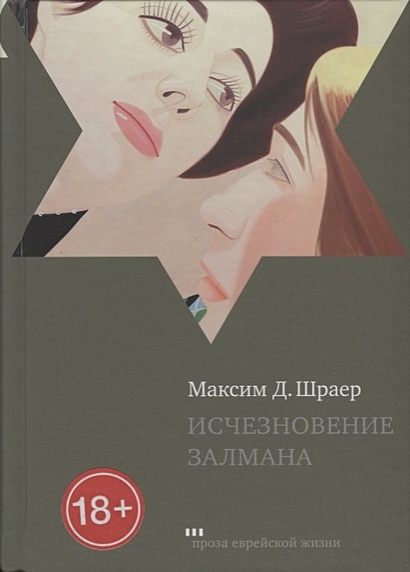 Максим Д. Шраер
ИСЧЕЗНОВЕНИЕ
ЗАЛМАНА
18+
проза еврейской жизни